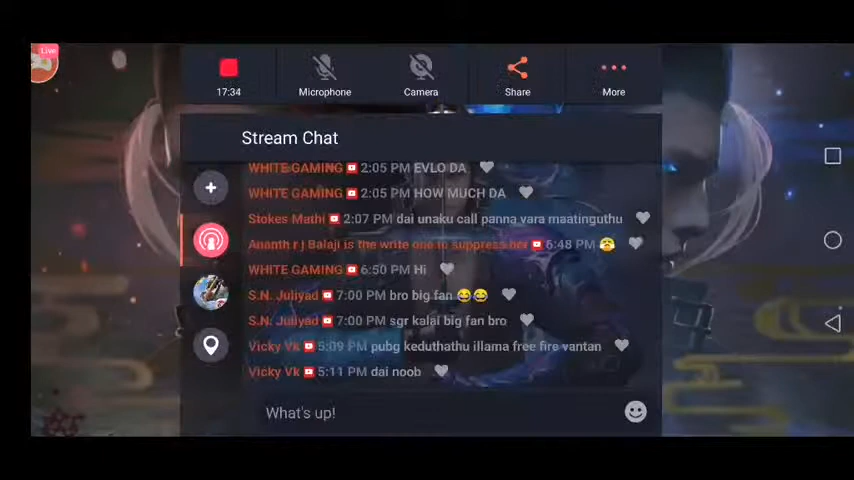 Live
17:34
Microphone
Camera
Share
More
Stream Chat
WHITE GAMING 2:05 PM EVLO DA
WHITE GAMING 2:05 PM HOW MUCH DA
Stokes Mathi 2:07 PM dai unaku call panna vara maatinguthu
Ananth r j Balaji is the write one to suppress her 5:48 PM 😤
WHITE GAMING 6:50 PM Hi
S.N. Juliyad 7:00 PM bro big fan 😂😂
S.N. Juliyad 7:00 PM sgr kalai big fan bro
Vicky Vk 5:09 PM pubg keduthathu illama free fire vantan
Vicky Vk 5:11 PM dai noob
What's up!